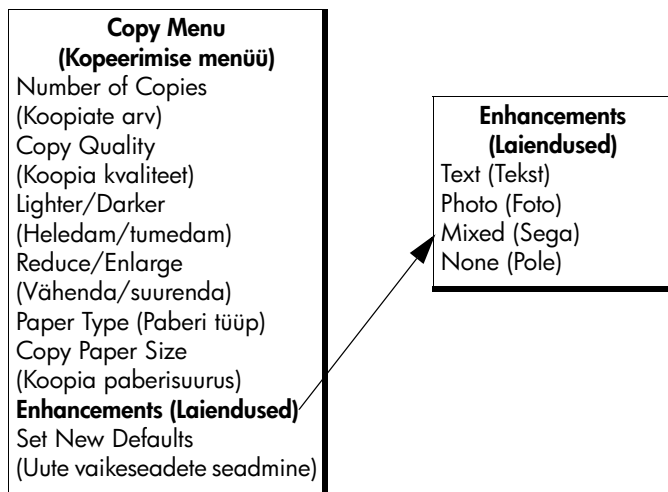 Copy Menu
(Kopeerimise menüü)
Number of Copies
(Koopiate arv)
Copy Quality
(Koopia kvaliteet)
Lighter/Darker
(Heledam/tumedam)
Reduce/Enlarge
(Vähenda/suurenda)
Paper Type (Paberi tüüp)
Copy Paper Size
(Koopia paberisuurus)
Enhancements (Laiendused)
Set New Defaults
(Uute vaikeseadete seadmine)
Enhancements
(Laiendused)
Text (Tekst)
Photo (Foto)
Mixed (Sega)
None (Pole)